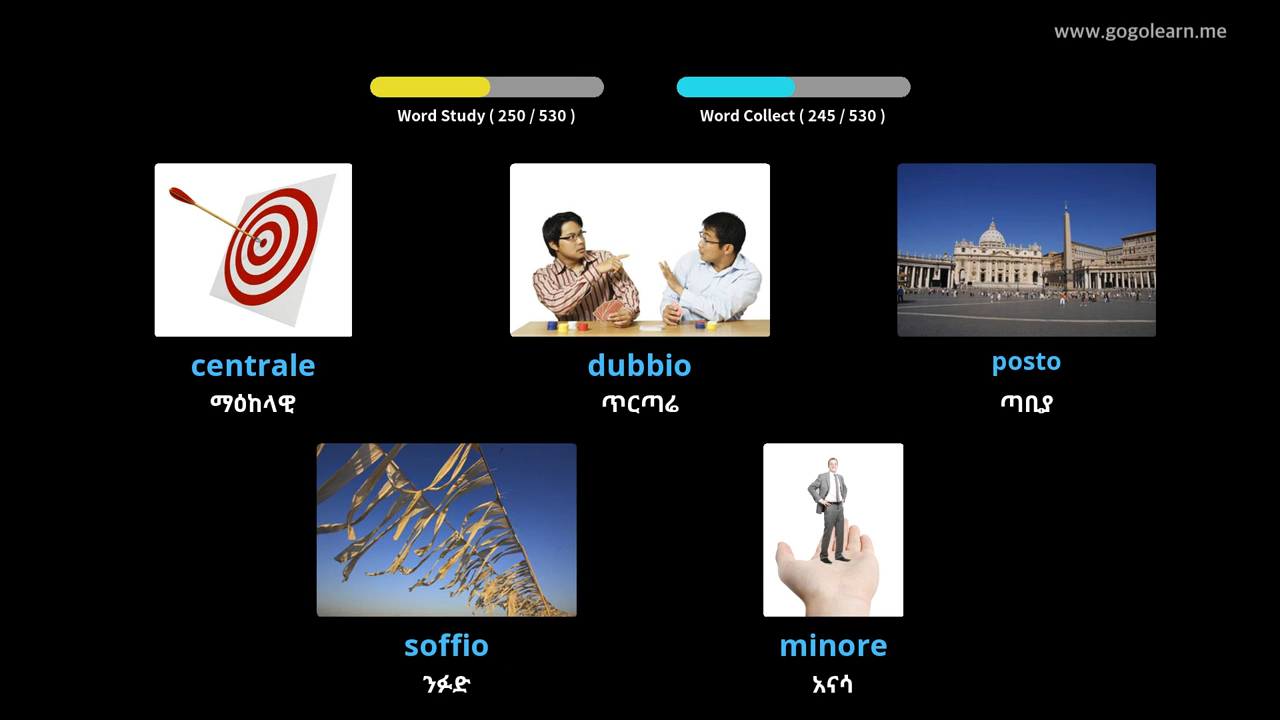 www.gogolearn.me
Word Study ( 250 / 530 )
Word Collect ( 245 / 530 )
centrale
ማዕከላዊ
dubbio
ጥርጣሬ
posto
ጣቢያ
soffio
ንፉድ
minore
አናሳ